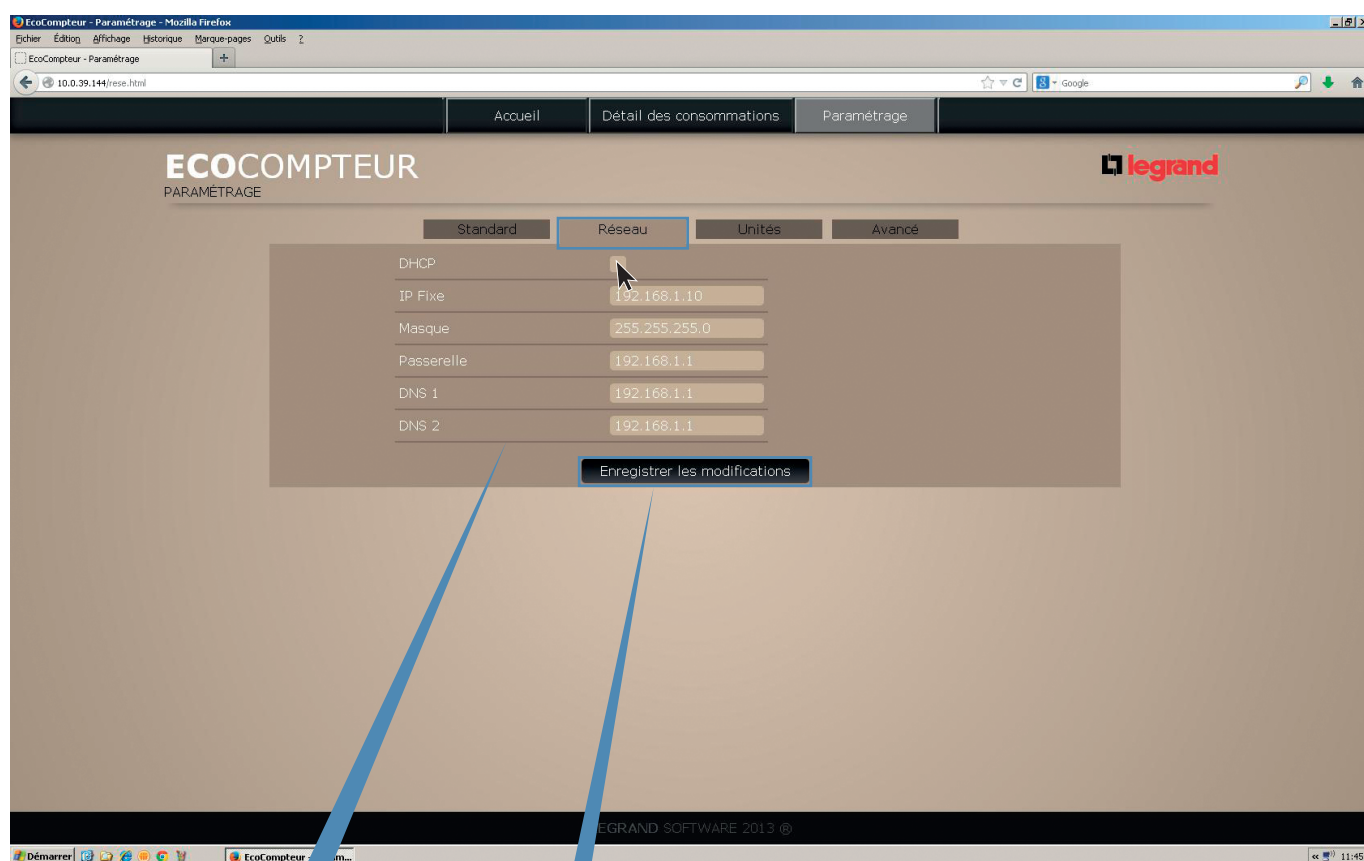 EcoCompteur - Paramétrage - Mozilla Firefox
Fichier Édition Affichage Historique Marque-pages Outils ?
EcoCompteur - Paramétrage +
10.0.39.144/rese.html
Google
Accueil Détail des consommations Paramétrage
ECOCOMPTEUR
PARAMÉTRAGE
legrand
Standard Réseau Unités Avancé
DHCP
IP Fixe 192.168.1.10
Masque 255.255.255.0
Passerelle 192.168.1.1
DNS 1 192.168.1.1
DNS 2 192.168.1.1
Enregistrer les modifications
EGRAND SOFTWARE 2013 ®
Démarrer EcoCompteur - m... 11:45